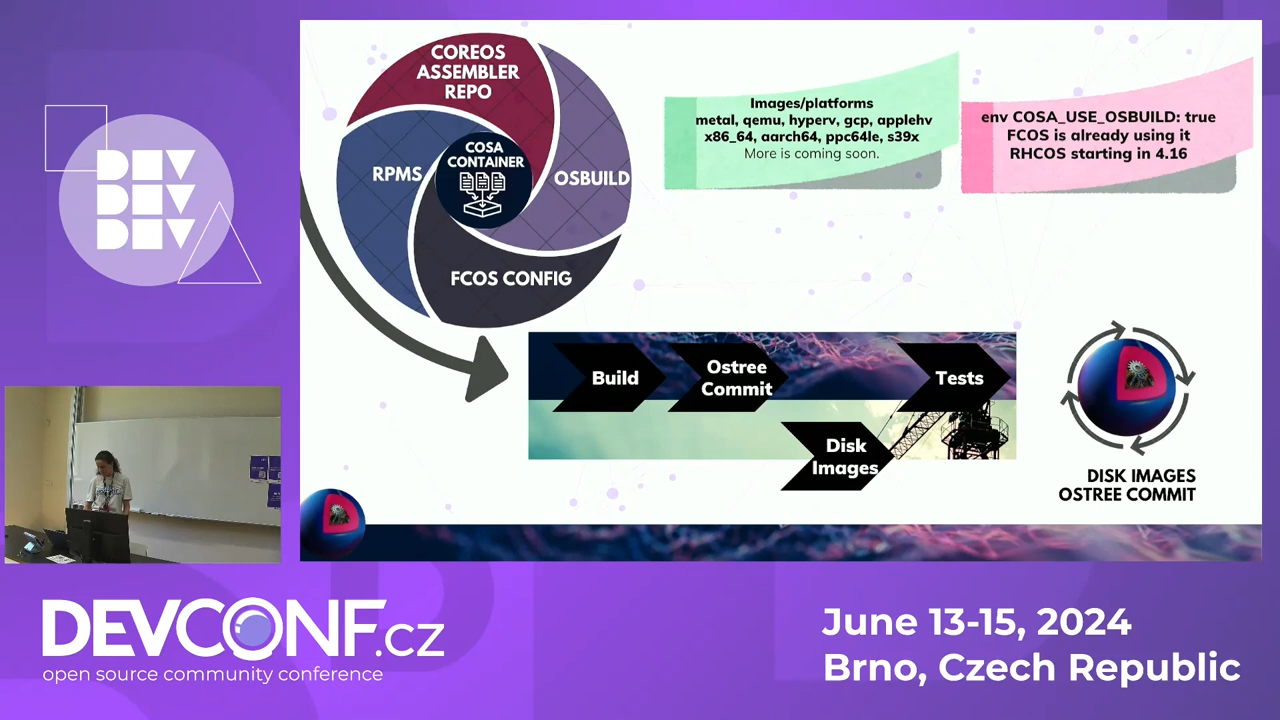 COREOS
ASSEMBLER
REPO
RPMS
COSA
CONTAINER
OSBUILD
FCOS CONFIG
Images/platforms
metal, qemu, hyperv, gcp, applehv
x86_64, aarch64, ppc64le, s39x
More is coming soon.
env COSA_USE_OSBUILD: true
FCOS is already using it
RHCOS starting in 4.16
Build
Ostree
Commit
Tests
Disk
Images
DISK IMAGES
OSTREE COMMIT
DEV
DEV
DEV
DEVCONF.cz
open source community conference
June 13-15, 2024
Brno, Czech Republic